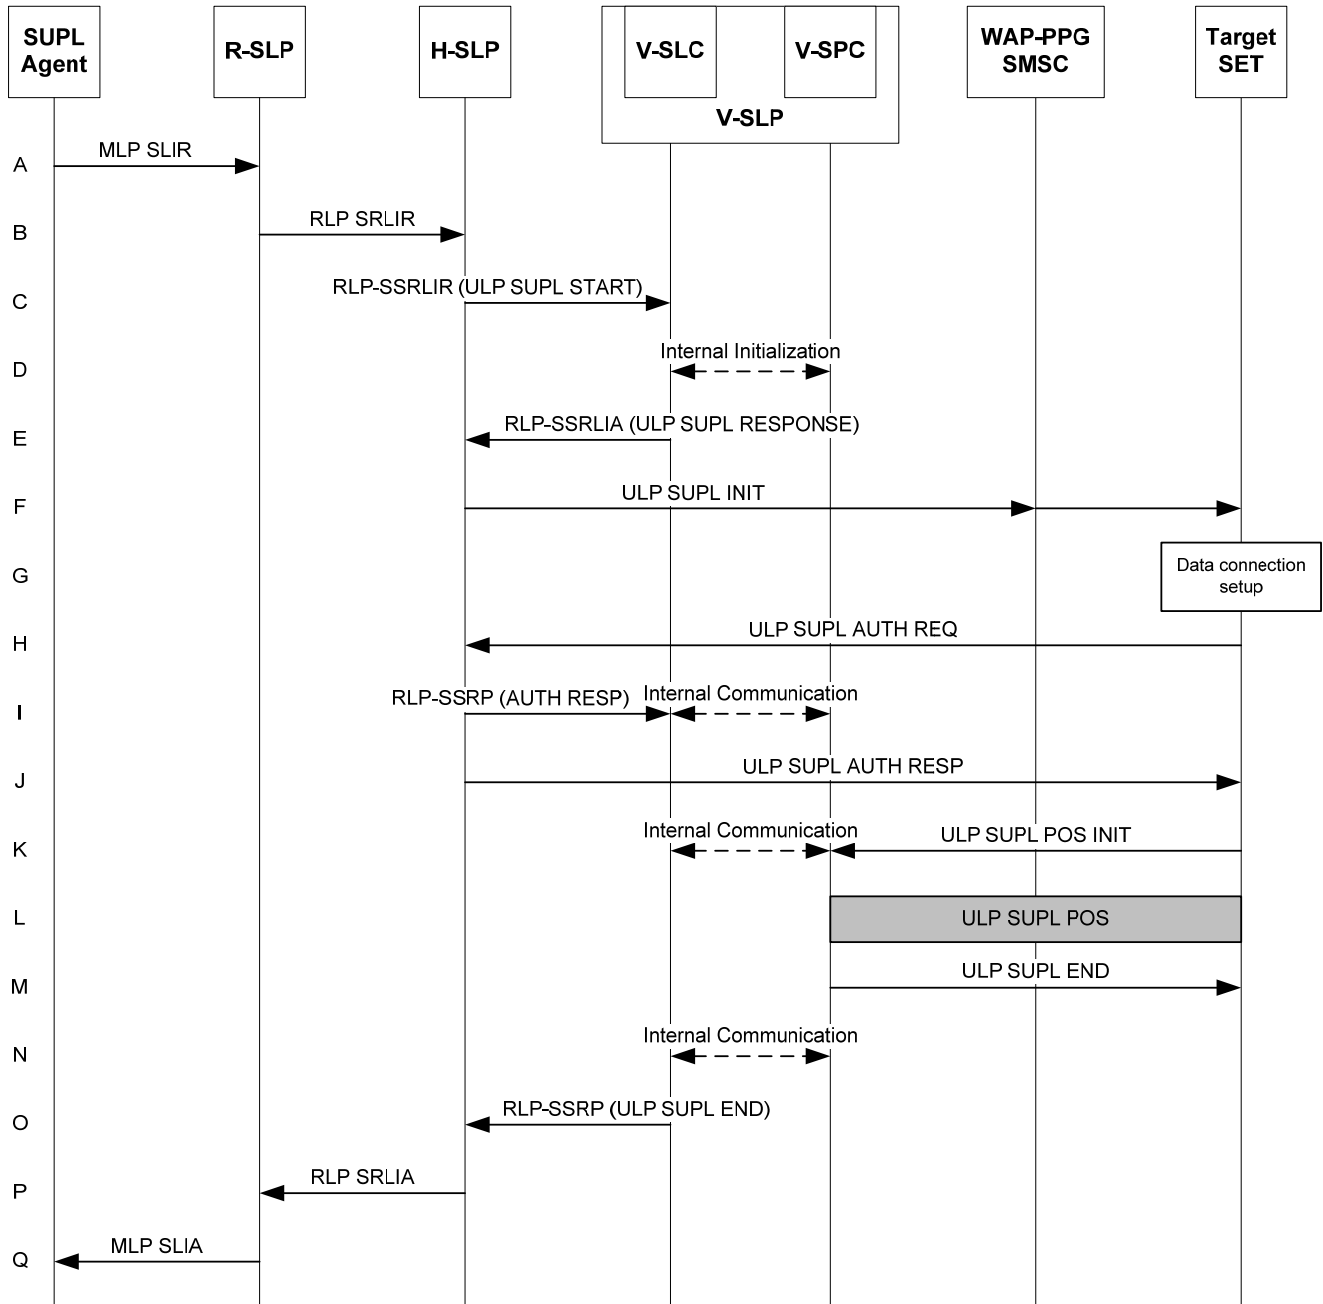 SUPL
Agent
R-SLP
H-SLP
V-SLC
V-SPC
V-SLP
WAP-PPG
SMSC
Target
SET
A
MLP SLIR
B
RLP SRLIR
C
RLP-SSRLIR (ULP SUPL START)
D
Internal Initialization
E
RLP-SSRLIA (ULP SUPL RESPONSE)
F
ULP SUPL INIT
G
Data connection
setup
H
ULP SUPL AUTH REQ
I
RLP-SSRP (AUTH RESP)
Internal Communication
J
ULP SUPL AUTH RESP
K
Internal Communication
ULP SUPL POS INIT
L
ULP SUPL POS
M
ULP SUPL END
N
Internal Communication
O
RLP-SSRP (ULP SUPL END)
P
RLP SRLIA
Q
MLP SLIA